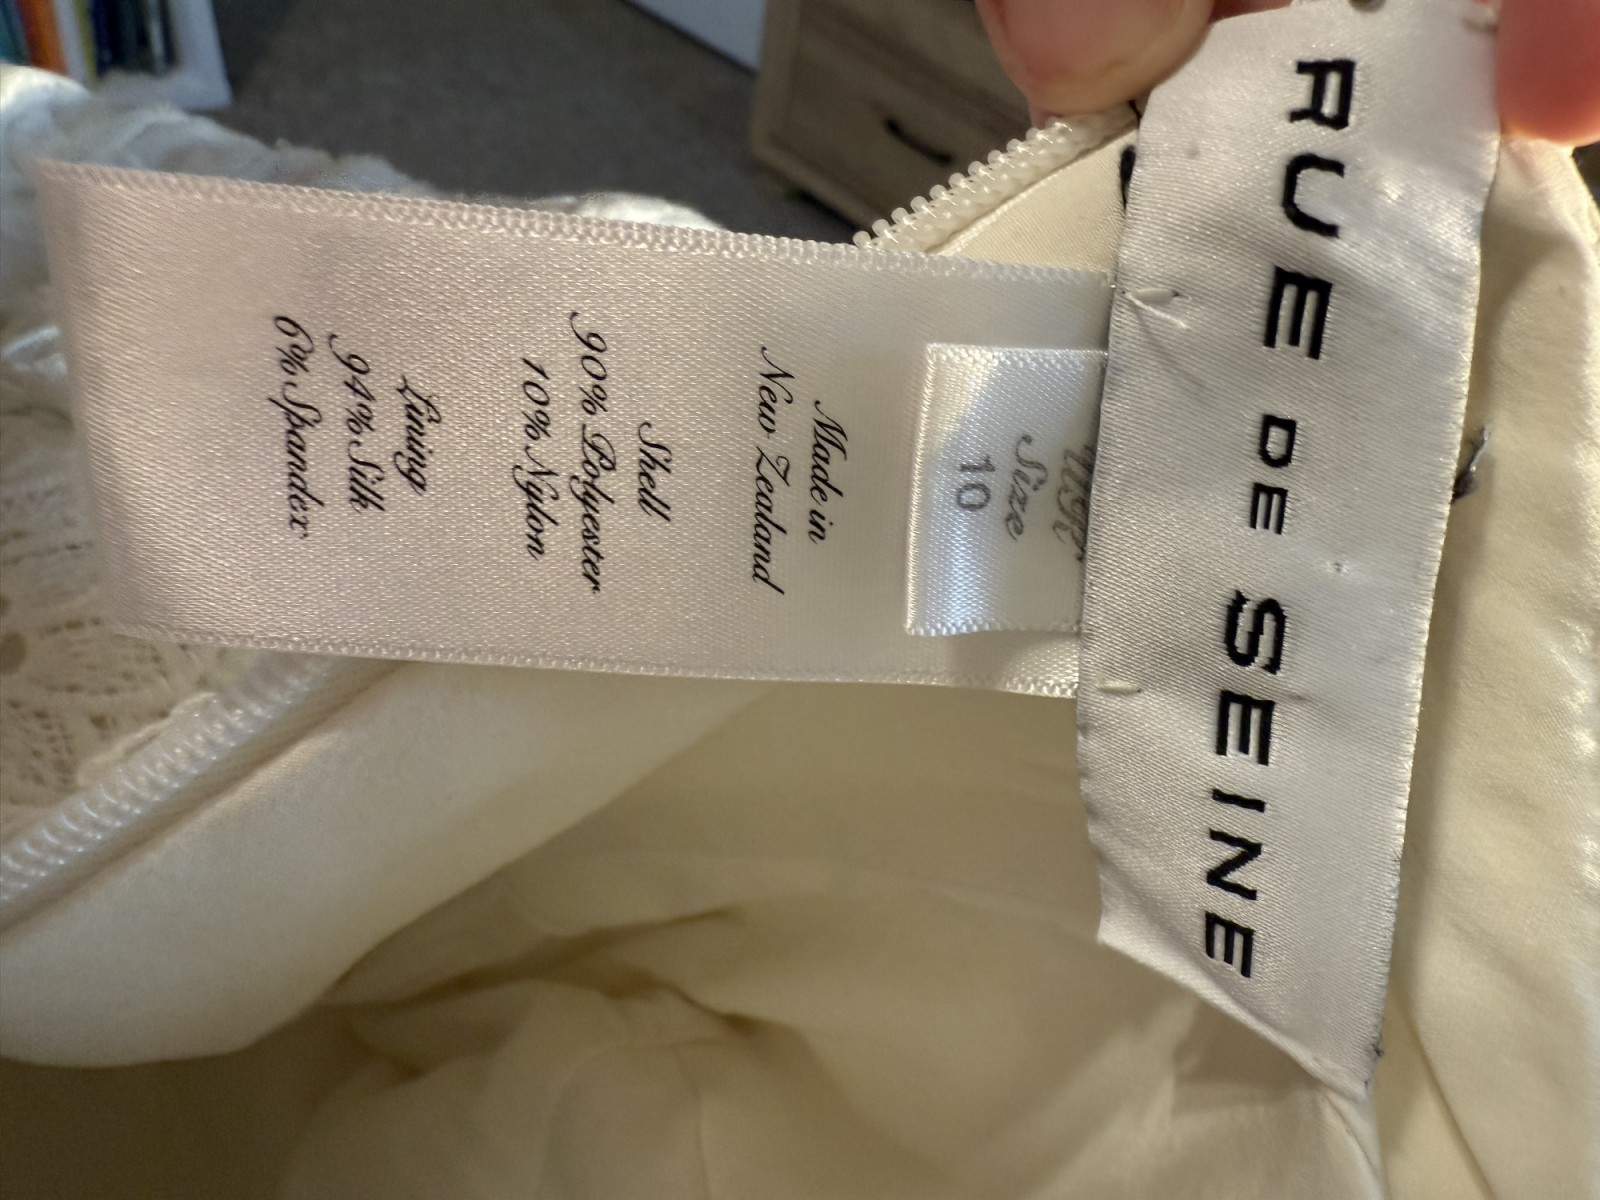 RUE DE SEINE
Size
10
Made in
New Zealand
Shell
90% Polyester
10% Nylon
Lining
94% Silk
6% Spandex